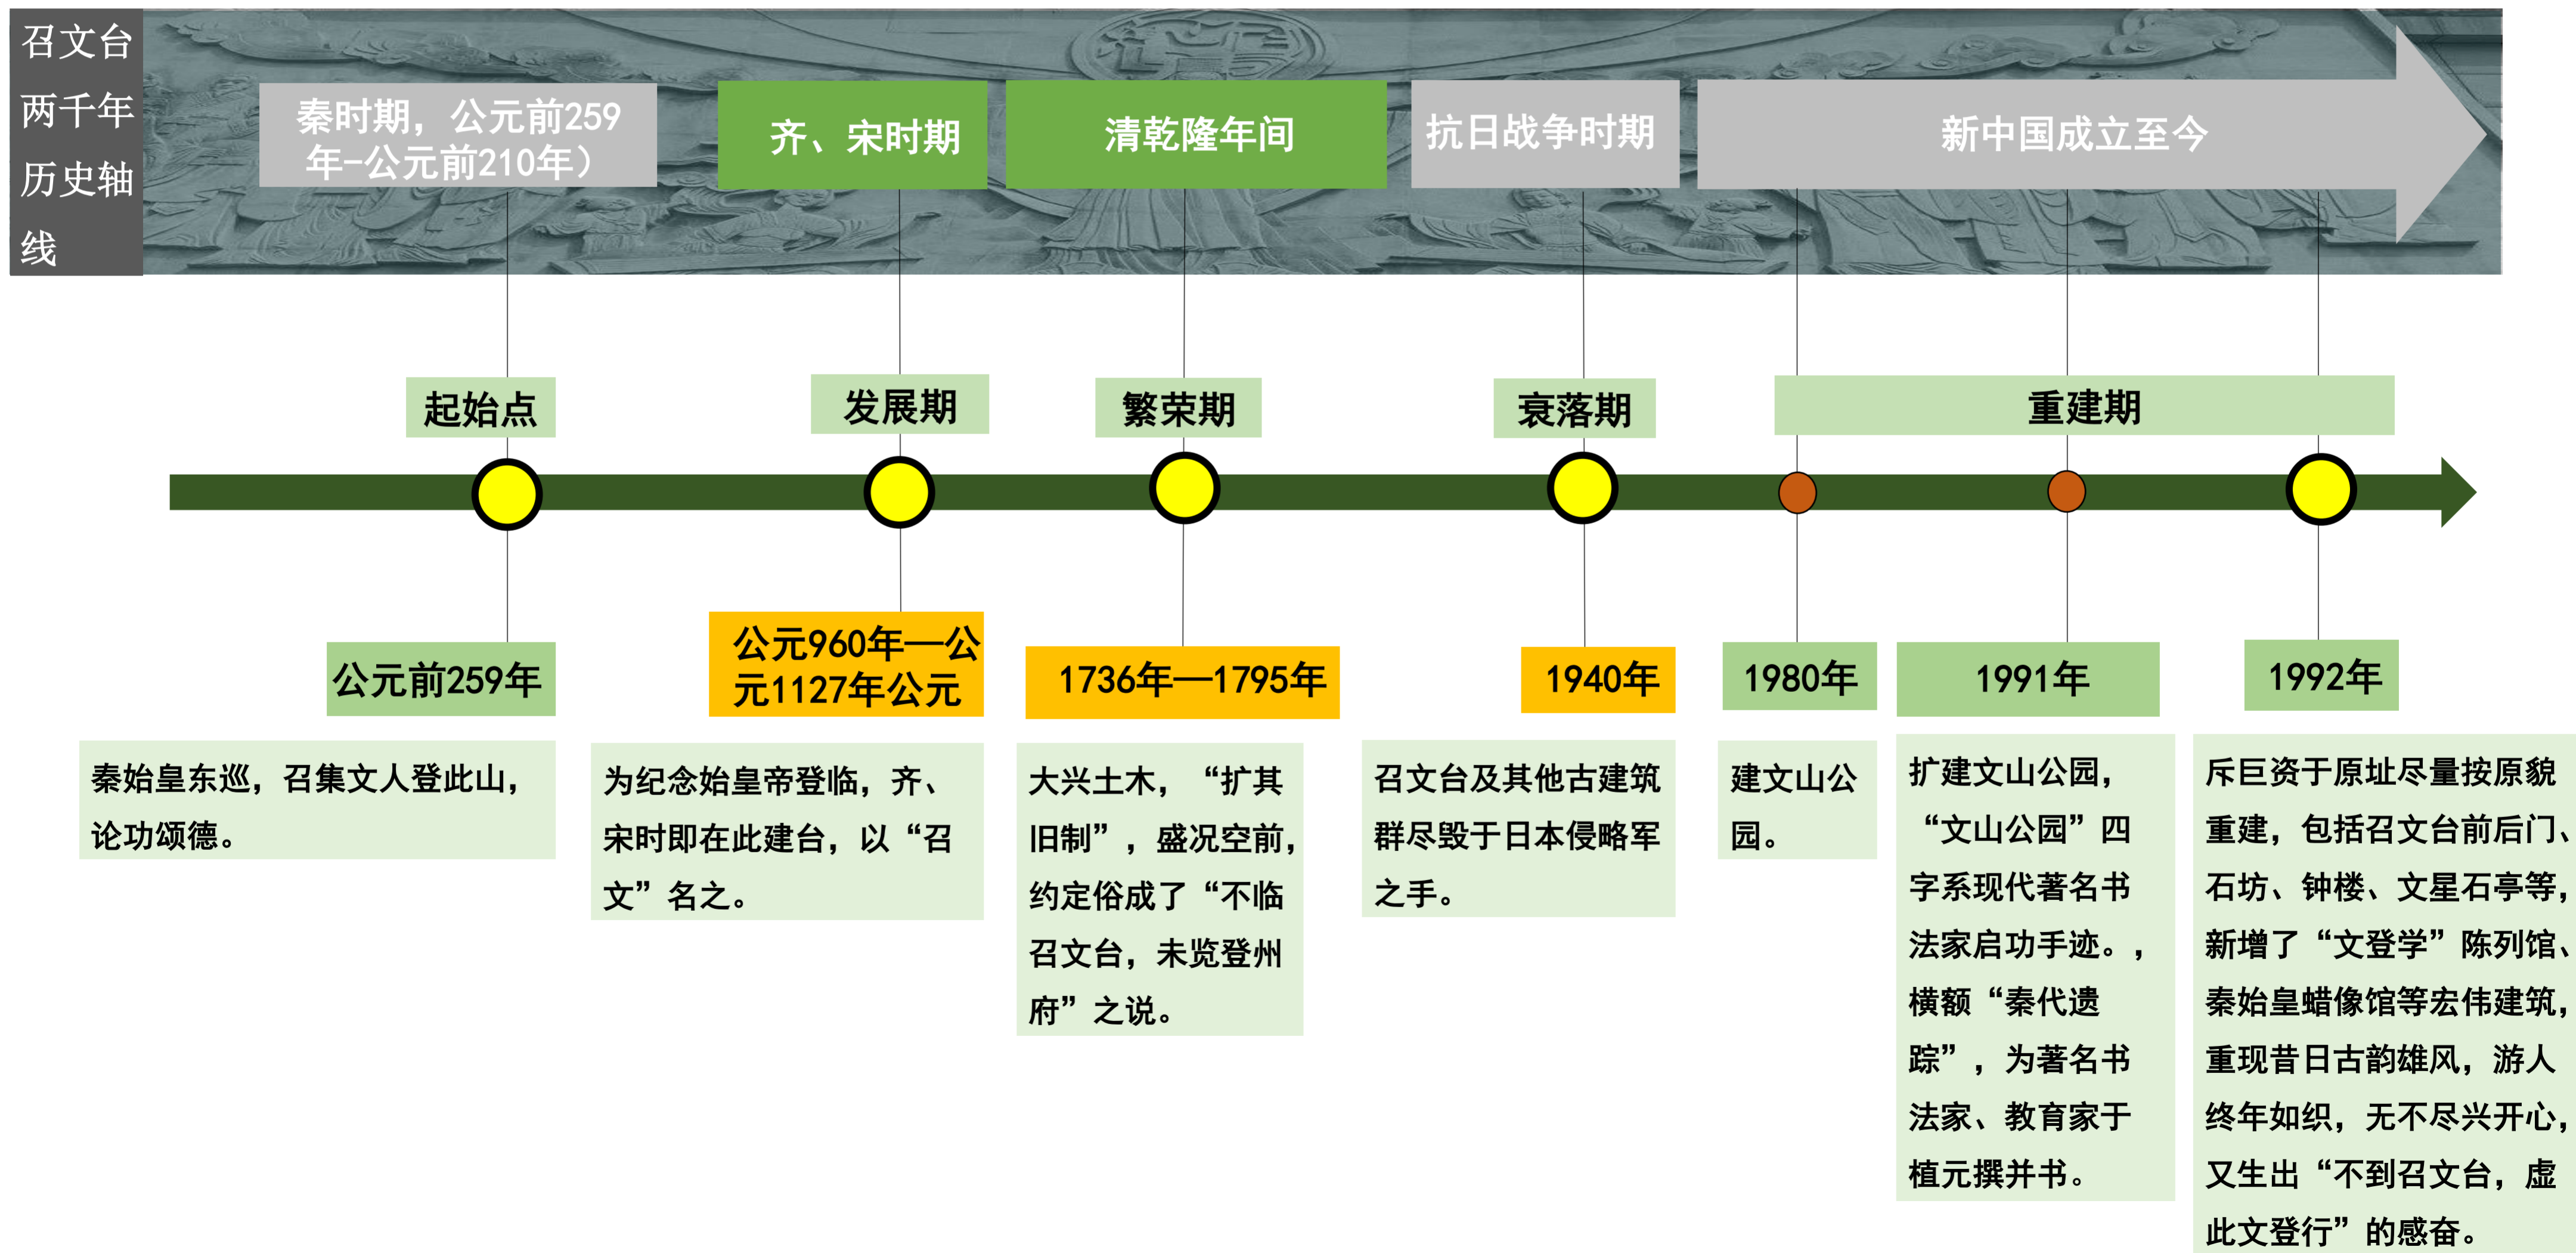 召文台
两千年
历史轴
线
秦时期，公元前259
年-公元前210年）
齐、宋时期
清乾隆年间
抗日战争时期
新中国成立至今
起始点
发展期
繁荣期
衰落期
重建期
公元前259年
公元960年—公
元1127年公元
1736年—1795年
1940年
1980年
1991年
1992年
秦始皇东巡，召集文人登此山，
论功颂德。
为纪念始皇帝登临，齐、
宋时即在此建台，以“召
文”名之。
大兴土木，“扩其
旧制”，盛况空前，
约定俗成了“不临
召文台，未览登州
府”之说。
召文台及其他古建筑
群尽毁于日本侵略军
之手。
建文山公
园。
扩建文山公园，
“文山公园”四
字系现代著名书
法家启功手迹。，
横额“秦代遗
踪”，为著名书
法家、教育家于
植元撰并书。
斥巨资于原址尽量按原貌
重建，包括召文台前后门、
石坊、钟楼、文星石亭等，
新增了“文登学”陈列馆、
秦始皇蜡像馆等宏伟建筑，
重现昔日古韵雄风，游人
终年如织，无不尽兴开心，
又生出“不到召文台，虚
此文登行”的感奋。